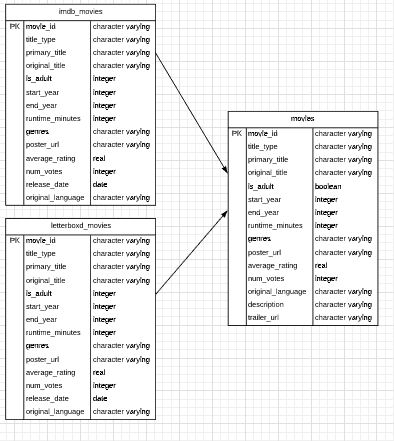 imdb_movies
PK movie_id character varying
title_type character varying
primary_title character varying
original_title character varying
is_adult integer
start_year integer
end_year integer
runtime_minutes integer
genres character varying
poster_url character varying
average_rating real
num_votes integer
release_date date
original_language character varying
letterboxd_movies
PK movie_id character varying
title_type character varying
primary_title character varying
original_title character varying
is_adult integer
start_year integer
end_year integer
runtime_minutes integer
genres character varying
poster_url character varying
average_rating real
num_votes integer
release_date date
original_language character varying
movies
PK movie_id character varying
title_type character varying
primary_title character varying
original_title character varying
is_adult boolean
start_year integer
end_year integer
runtime_minutes integer
genres character varying
poster_url character varying
average_rating real
num_votes integer
original_language character varying
description character varying
trailer_url character varying